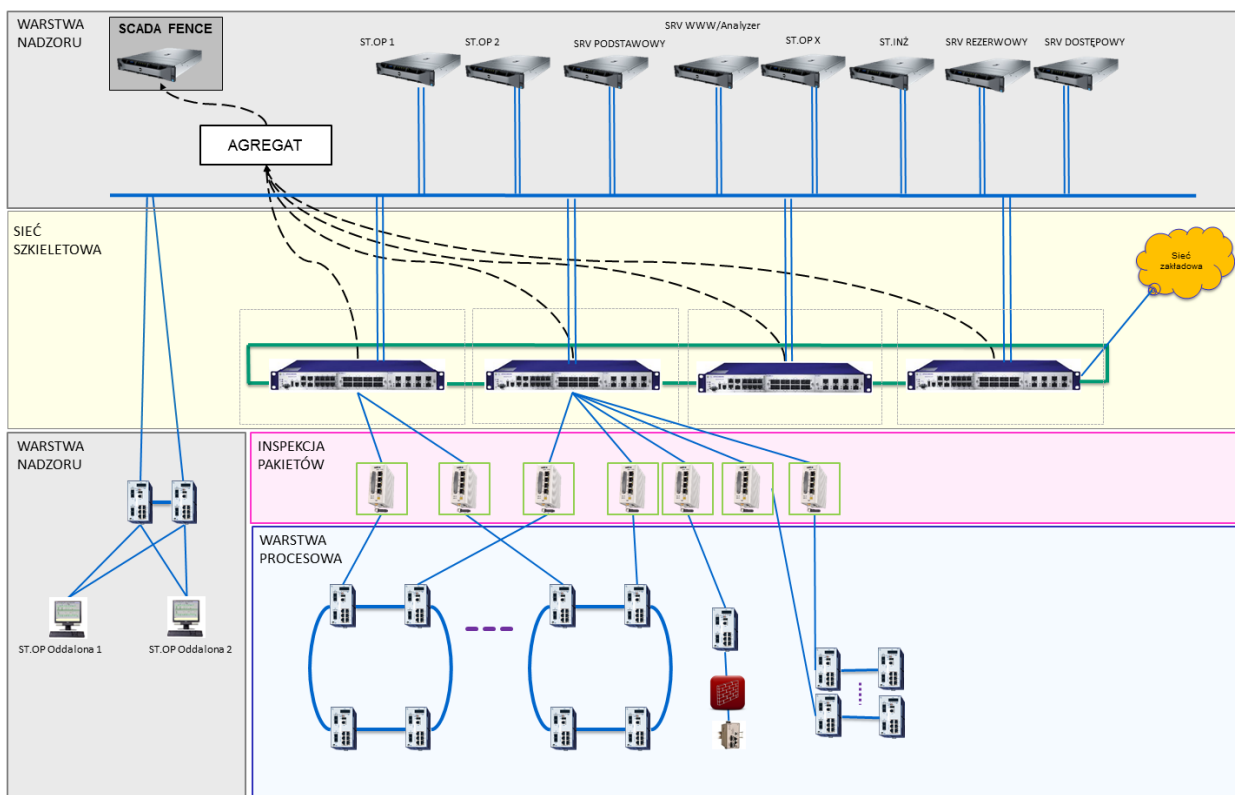 WARSTWA
NADZORU
SCADA FENCE
ST.OP 1
ST.OP 2
SRV PODSTAWOWY
SRV WWW/Analyzer
ST.OP X
ST.INŻ
SRV REZERWOWY
SRV DOSTĘPOWY
AGREGAT
SIEĆ
SZKIELETOWA
Sieć
zakładowa
WARSTWA
NADZORU
INSPEKCJA
PAKIETÓW
WARSTWA
PROCESOWA
ST.OP Oddalona 1
ST.OP Oddalona 2